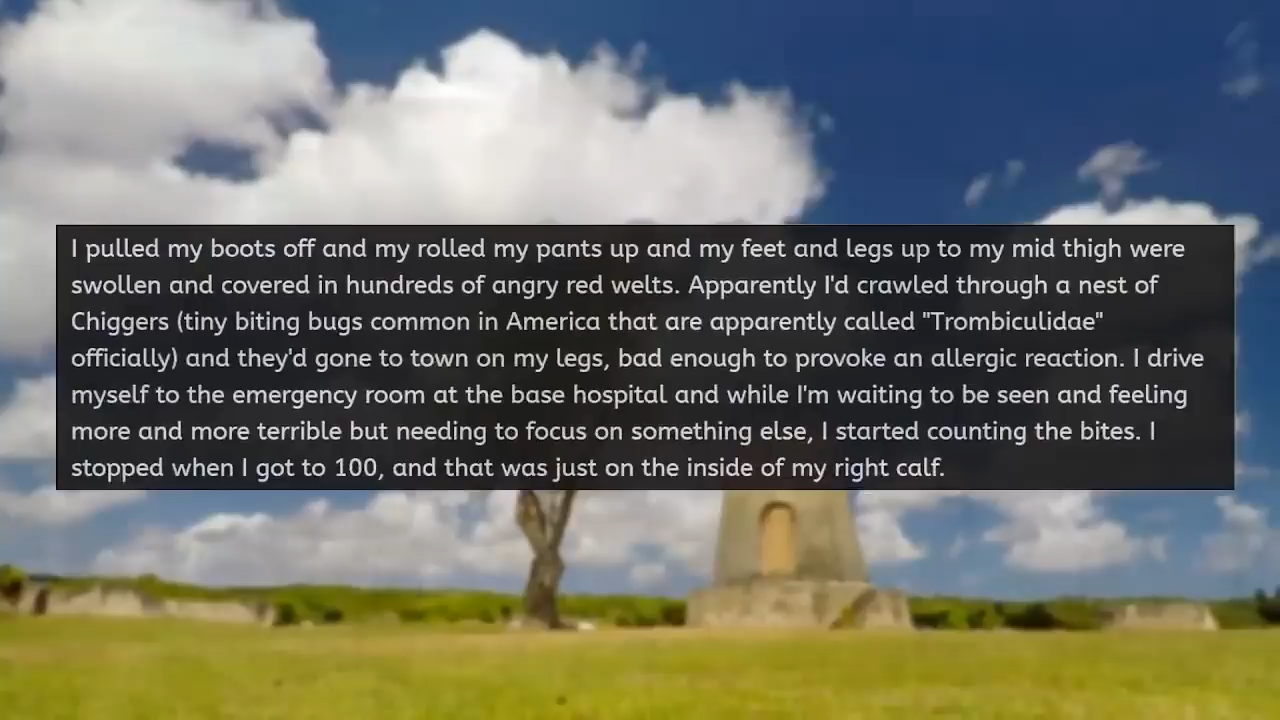 I pulled my boots off and my rolled my pants up and my feet and legs up to my mid thigh were
swollen and covered in hundreds of angry red welts. Apparently I'd crawled through a nest of
Chiggers (tiny biting bugs common in America that are apparently called "Trombiculidae"
officially) and they'd gone to town on my legs, bad enough to provoke an allergic reaction. I drive
myself to the emergency room at the base hospital and while I'm waiting to be seen and feeling
more and more terrible but needing to focus on something else, I started counting the bites. I
stopped when I got to 100, and that was just on the inside of my right calf.